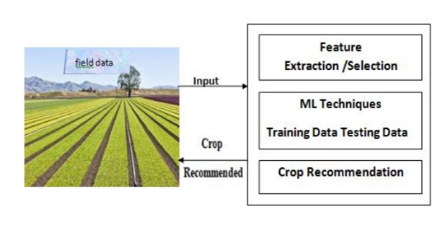 field data
Input
Crop
Recommended
Feature
Extraction /Selection
ML Techniques
Training Data Testing Data
Crop Recommendation